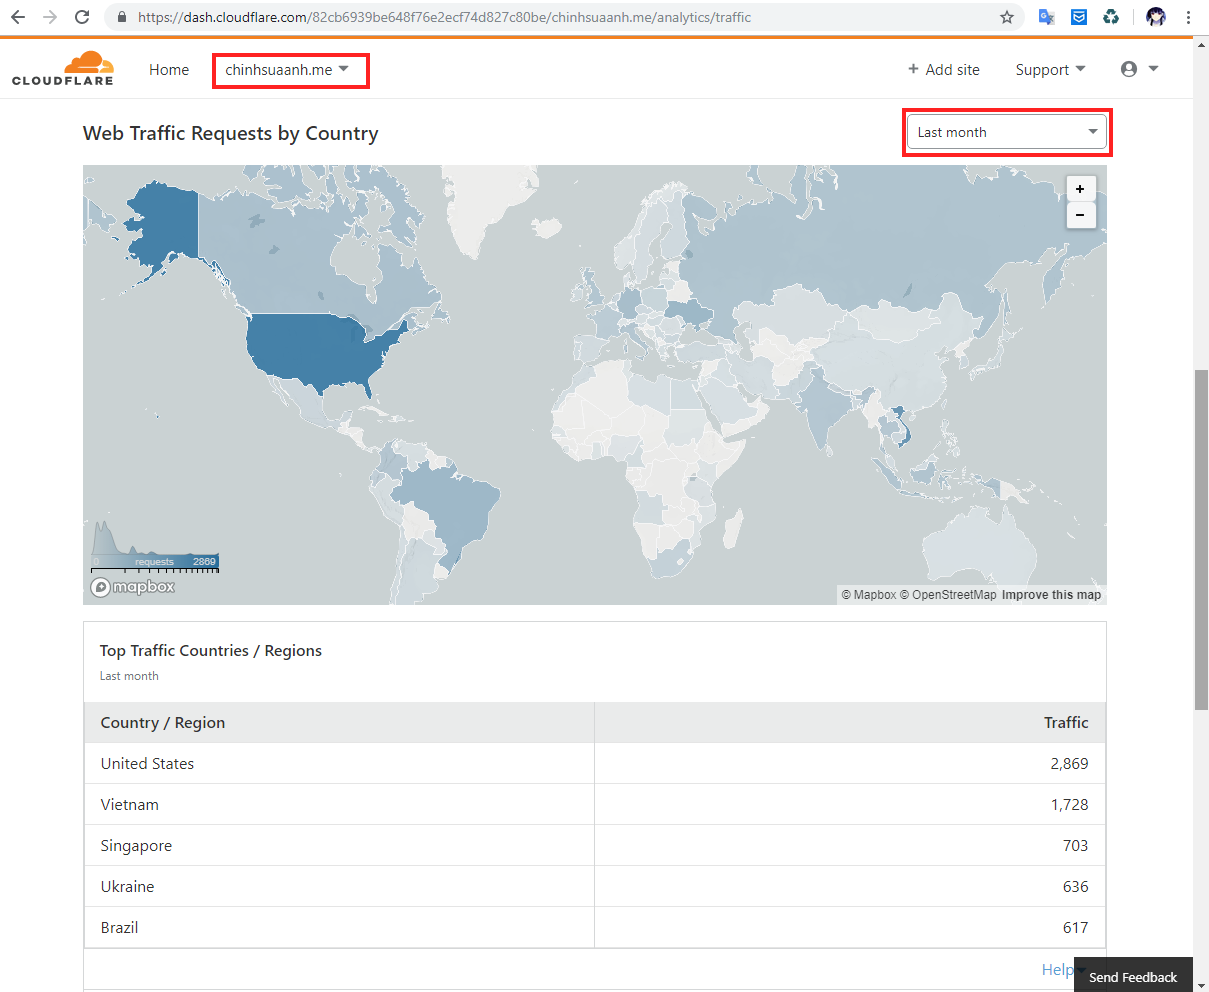 https://dash.cloudflare.com/82cb6939be648f76e2ecf74d827c80be/chinhsuaanh.me/analytics/traffic
CLOUDFLARE
Home
chinhsuaanh.me
+ Add site
Support
Web Traffic Requests by Country
Last month
+
−
0 requests 2869
mapbox
© Mapbox © OpenStreetMap Improve this map
Top Traffic Countries / Regions
Last month
Country / Region Traffic
United States 2,869
Vietnam 1,728
Singapore 703
Ukraine 636
Brazil 617
Help
Send Feedback